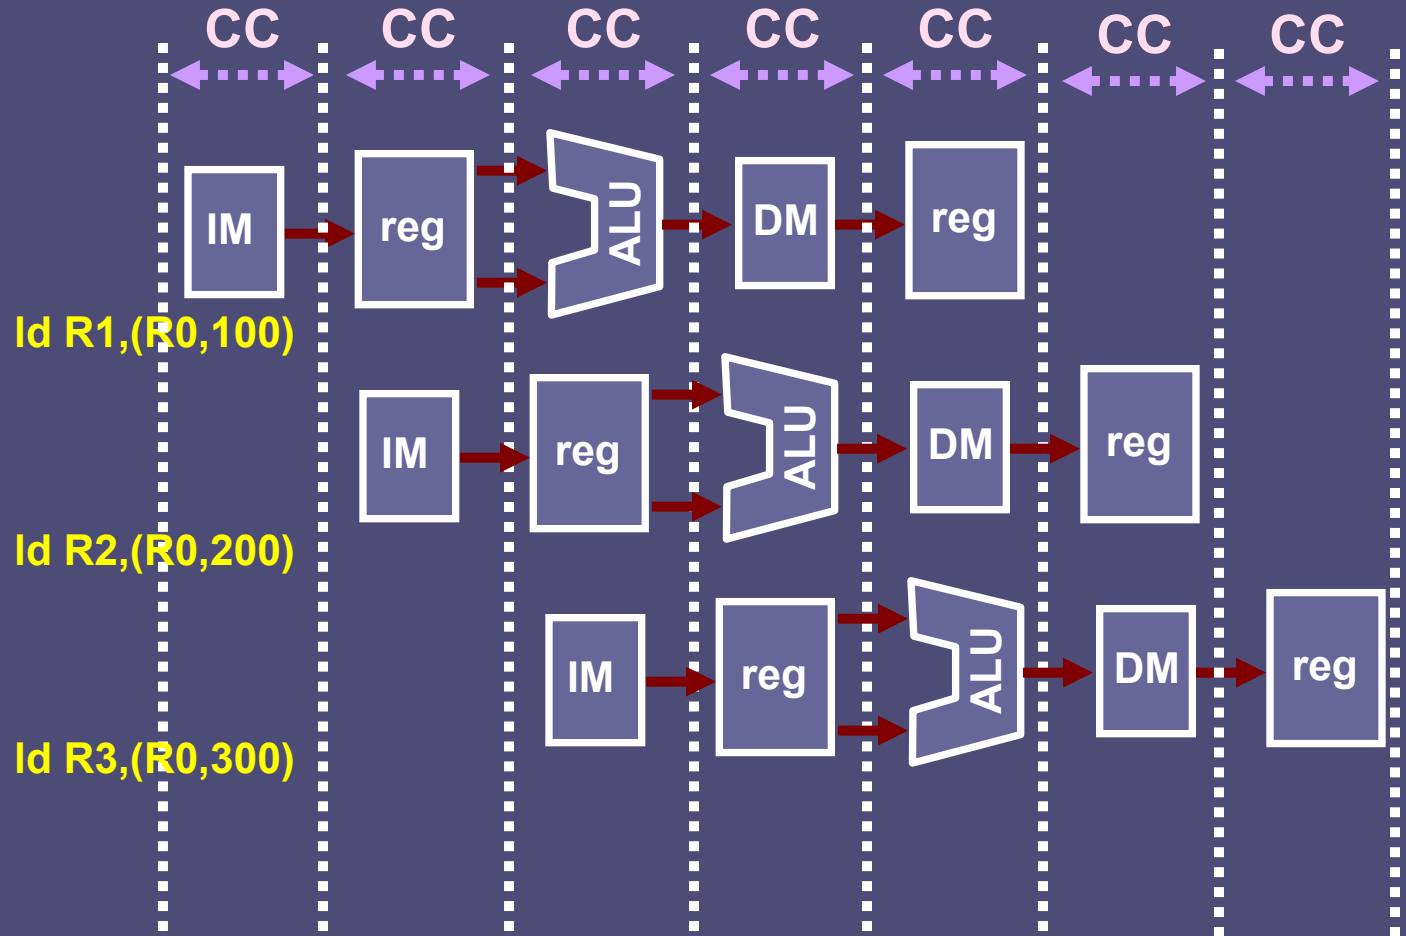 CC CC CC CC CC CC CC
IM reg ALU DM reg
ld R1,(R0,100)
IM reg ALU DM reg
ld R2,(R0,200)
IM reg ALU DM reg
ld R3,(R0,300)